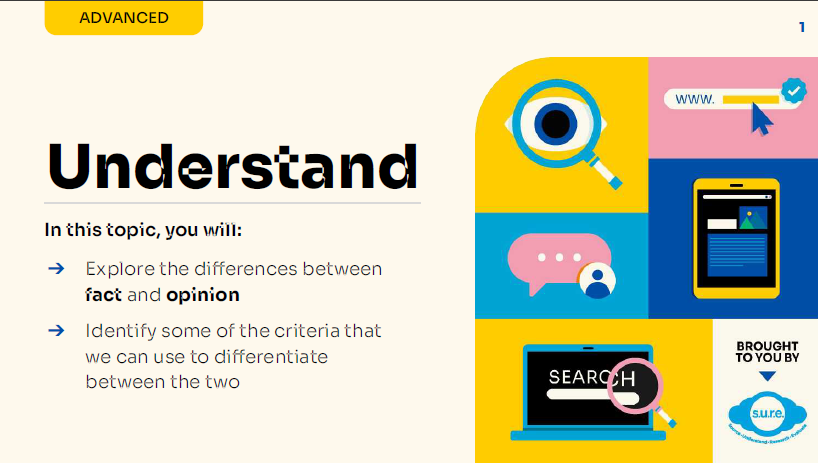 ADVANCED
1
Understand
In this topic, you will:
Explore the differences between
fact and opinion
Identify some of the criteria that
we can use to differentiate
between the two
WWW.
SEARCH
BROUGHT
TO YOU BY
s.u.r.e.
Source • Understand • Research • Evaluate